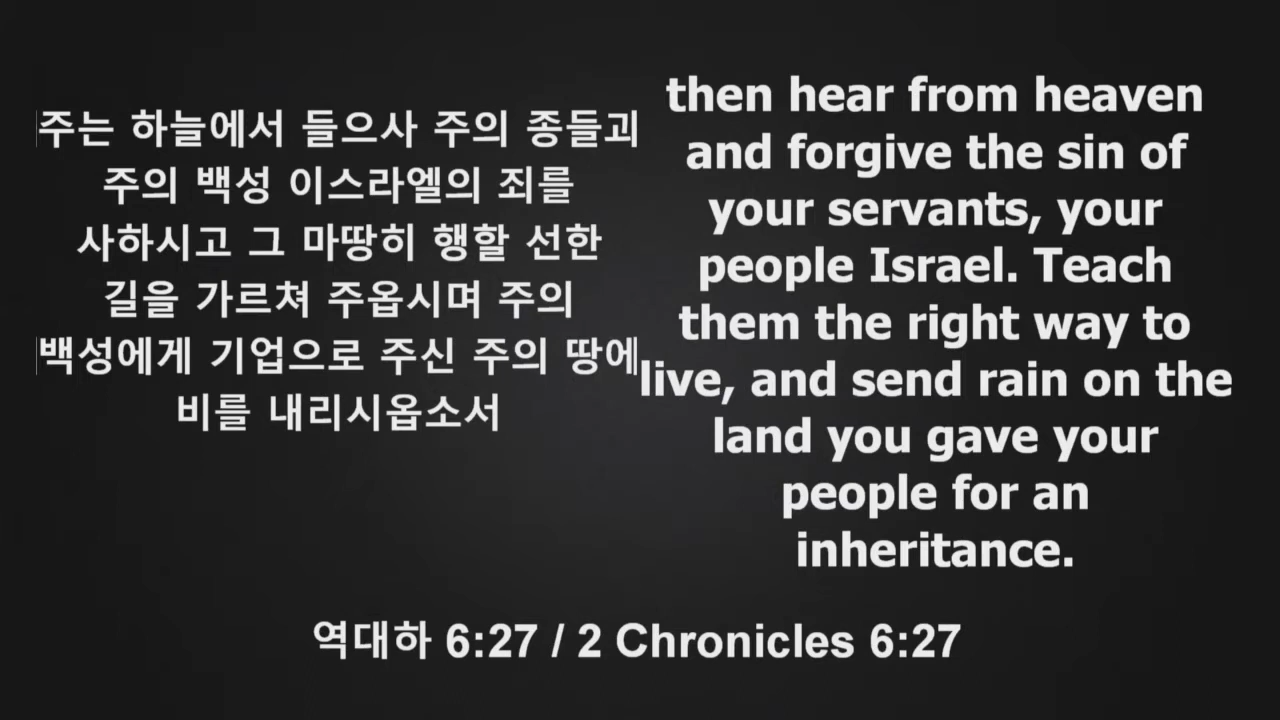 주는 하늘에서 들으사 주의 종들과
주의 백성 이스라엘의 죄를
사하시고 그 마땅히 행할 선한
길을 가르쳐 주옵시며 주의
백성에게 기업으로 주신 주의 땅에
비를 내리시옵소서
then hear from heaven
and forgive the sin of
your servants, your
people Israel. Teach
them the right way to
live, and send rain on the
land you gave your
people for an
inheritance.
역대하 6:27 / 2 Chronicles 6:27